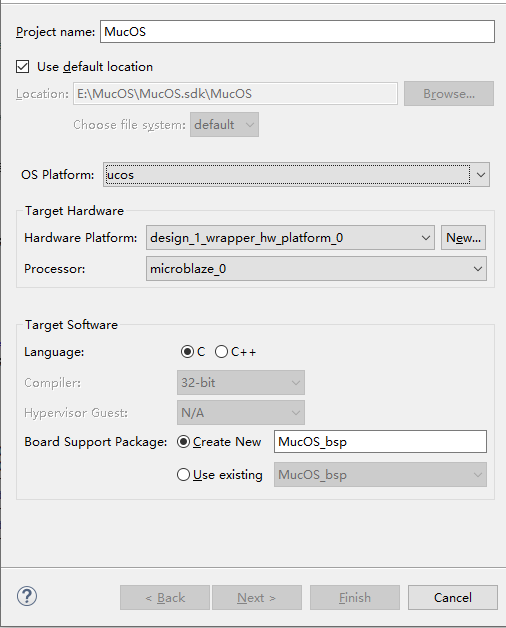 Project name: MucOS
Use default location
Location: E:\MucOS\MucOS.sdk\MucOS Browse...
Choose file system: default
OS Platform: ucos
Target Hardware
Hardware Platform: design_1_wrapper_hw_platform_0 New...
Processor: microblaze_0
Target Software
Language: C C++
Compiler: 32-bit
Hypervisor Guest: N/A
Board Support Package: Create New MucOS_bsp
Use existing MucOS_bsp
? < Back Next > Finish Cancel